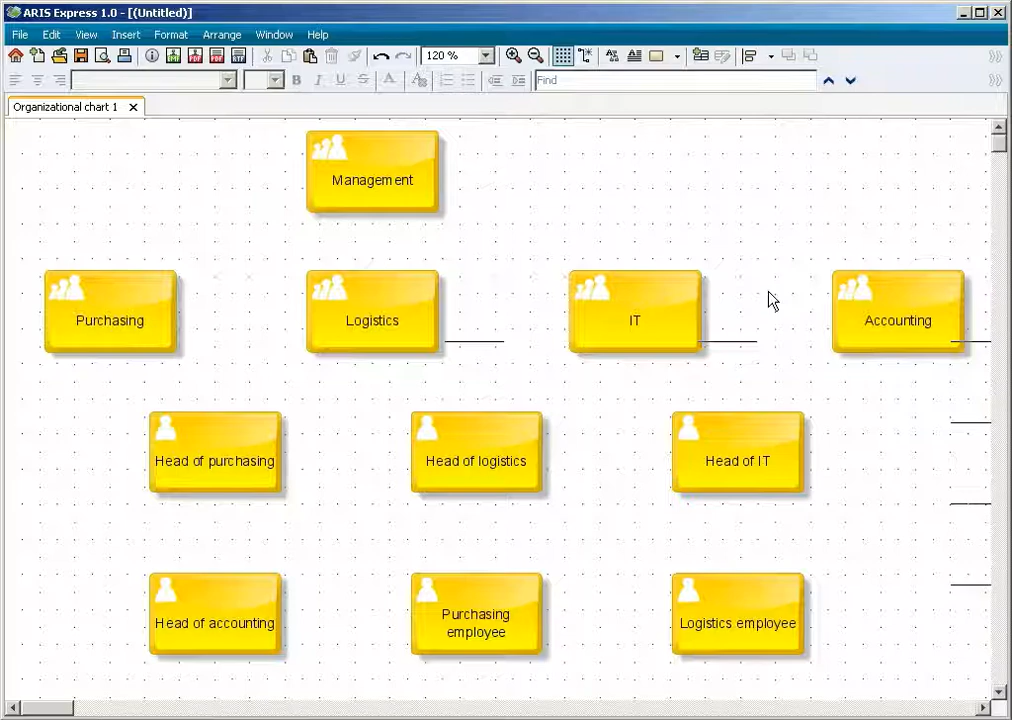 ARIS Express 1.0 - [(Untitled)]
File Edit View Insert Format Arrange Window Help
120 %
B I U A
Find
Organizational chart 1
Management
Purchasing
Logistics
IT
Accounting
Head of purchasing
Head of logistics
Head of IT
Head of accounting
Purchasing
employee
Logistics employee